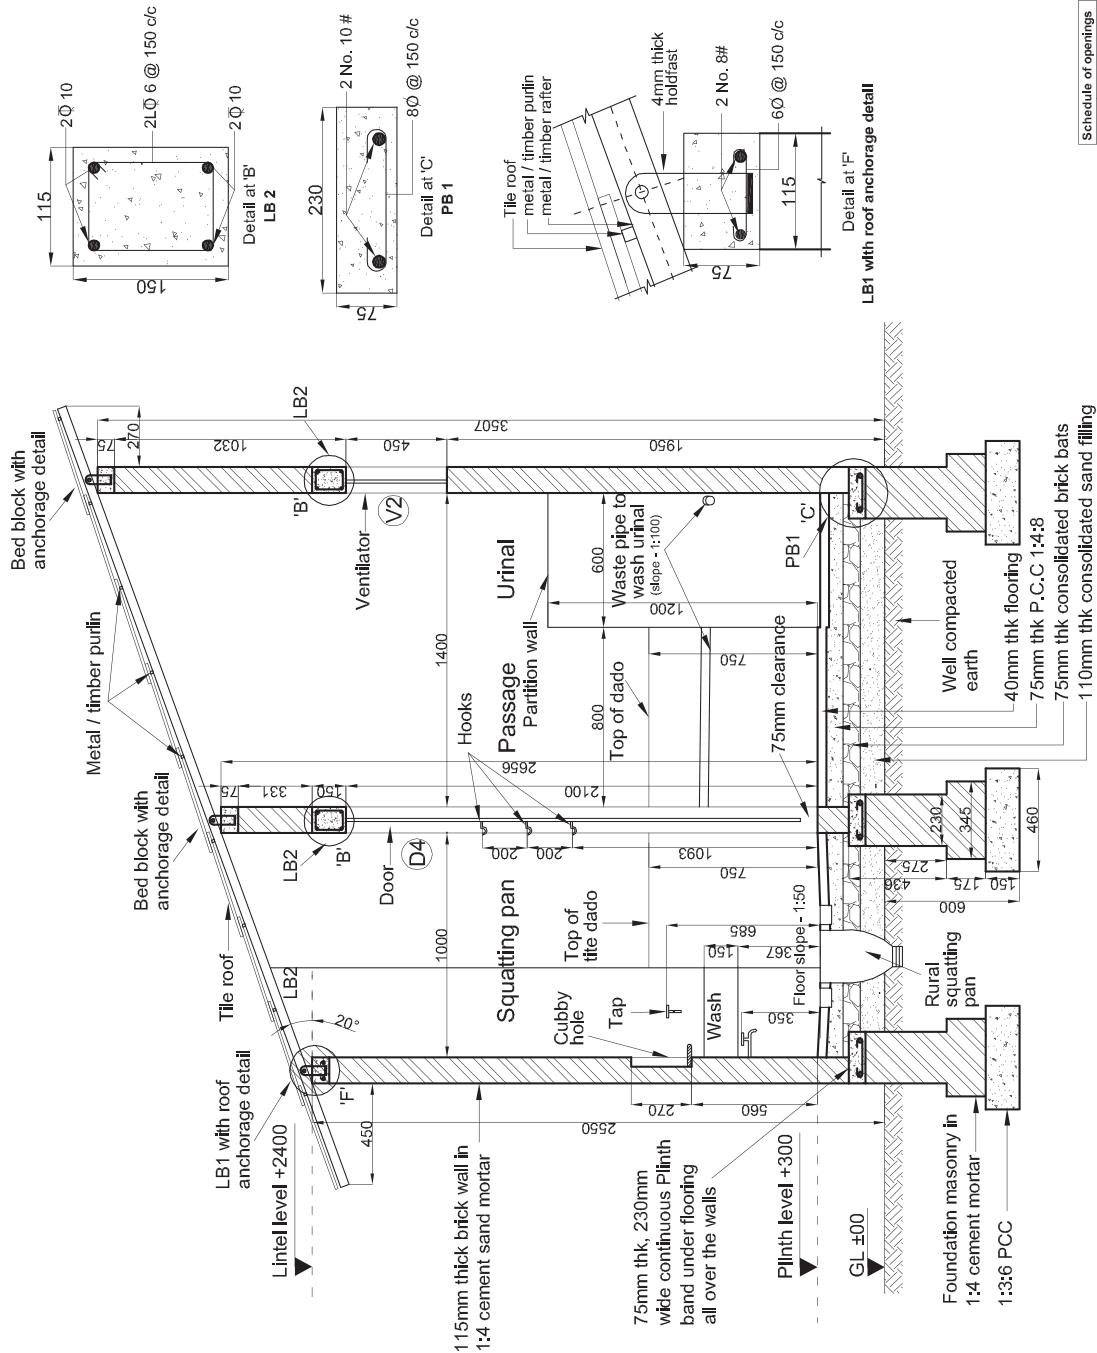 Bed block with
anchorage detail
Metal / timber purlin
Bed block with
anchorage detail
Tile roof
LB1 with roof
anchorage detail
Lintel level +2400
'F'
450
20°
LB2
75
331
150
LB2
'B'
75
1032
270
LB2
'B'
450
3507
1950
Ventilator
V2
Door
D4
Hooks
200
200
1093
2656
2100
1000
1400
Squatting pan
Passage
Urinal
Partition wall
600
800
1200
Waste pipe to
wash urinal
(slope - 1:100)
Top of dado
750
75mm clearance
Top of
tite dado
750
685
150
367
Floor slope - 1:50
Cubby
hole
Tap
Wash
350
270
560
2550
115mm thick brick wall in
1:4 cement sand mortar
75mm thk, 230mm
wide continuous Plinth
band under flooring
all over the walls
Plinth level +300
GL ±00
Foundation masonry in
1:4 cement mortar
1:3:6 PCC
Rural
squatting
pan
230
345
460
275
436
175
150
600
PB1
'C'
Well compacted
earth
40mm thk flooring
75mm thk P.C.C 1:4:8
75mm thk consolidated brick bats
110mm thk consolidated sand filling
115
150
2Φ10
2LΦ 6 @ 150 c/c
2Φ10
Detail at 'B'
LB 2
230
75
2 No. 10 #
8Ø @ 150 c/c
Detail at 'C'
PB 1
Tile roof
metal / timber purlin
metal / timber rafter
4mm thick
holdfast
2 No. 8#
6Ø @ 150 c/c
75
115
Detail at 'F'
LB1 with roof anchorage detail
Schedule of openings